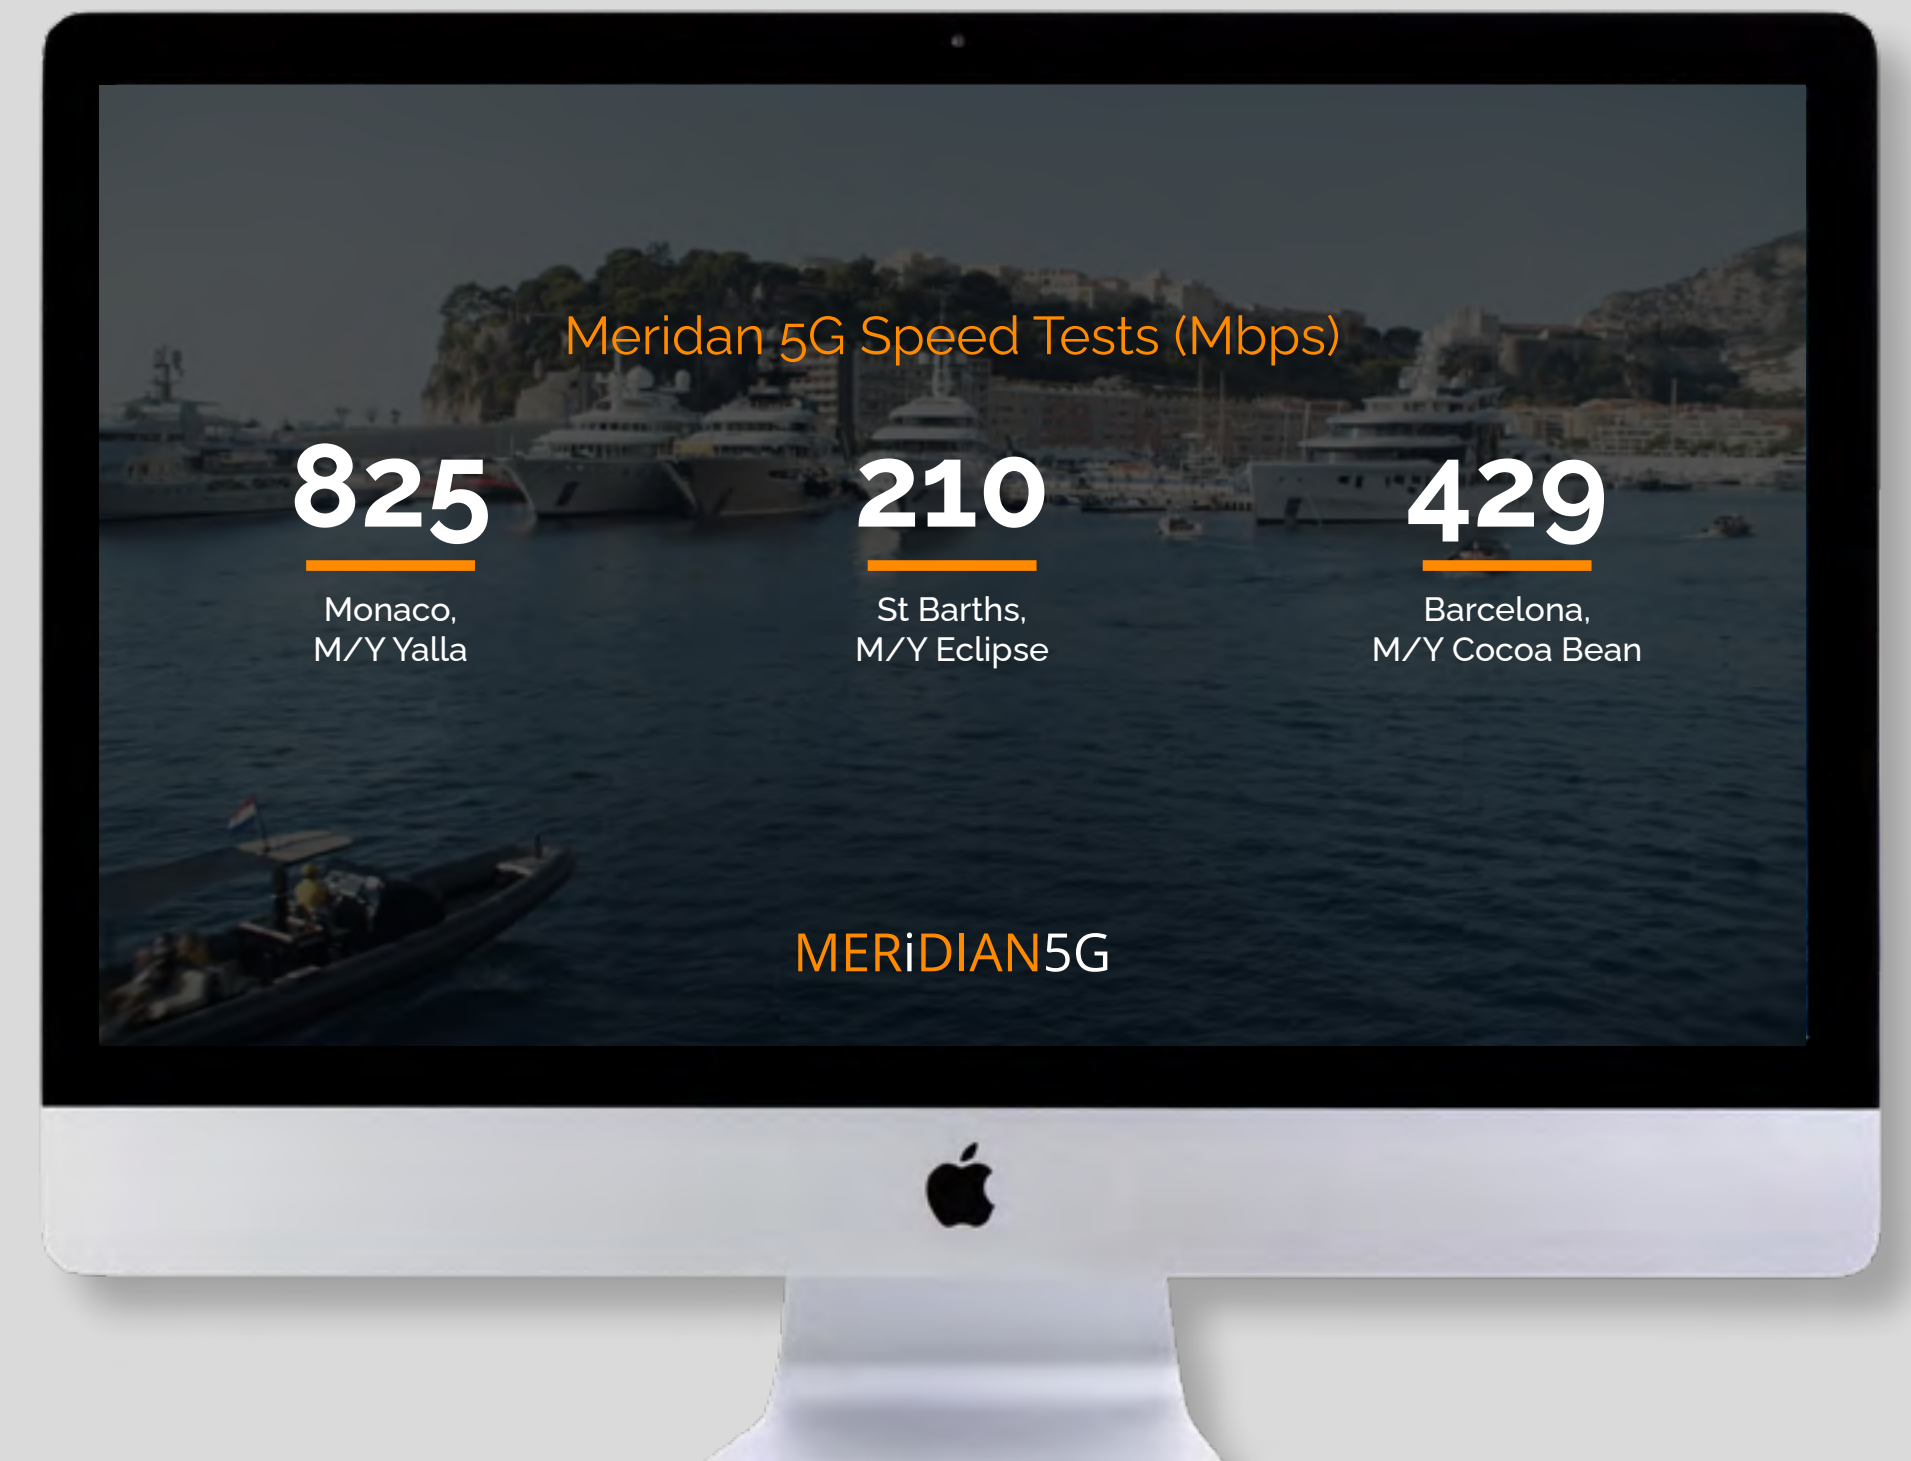 Meridan 5G Speed Tests (Mbps)
825
210
429
Monaco,
M/Y Yalla
St Barths,
M/Y Eclipse
Barcelona,
M/Y Cocoa Bean
MERiDIAN5G